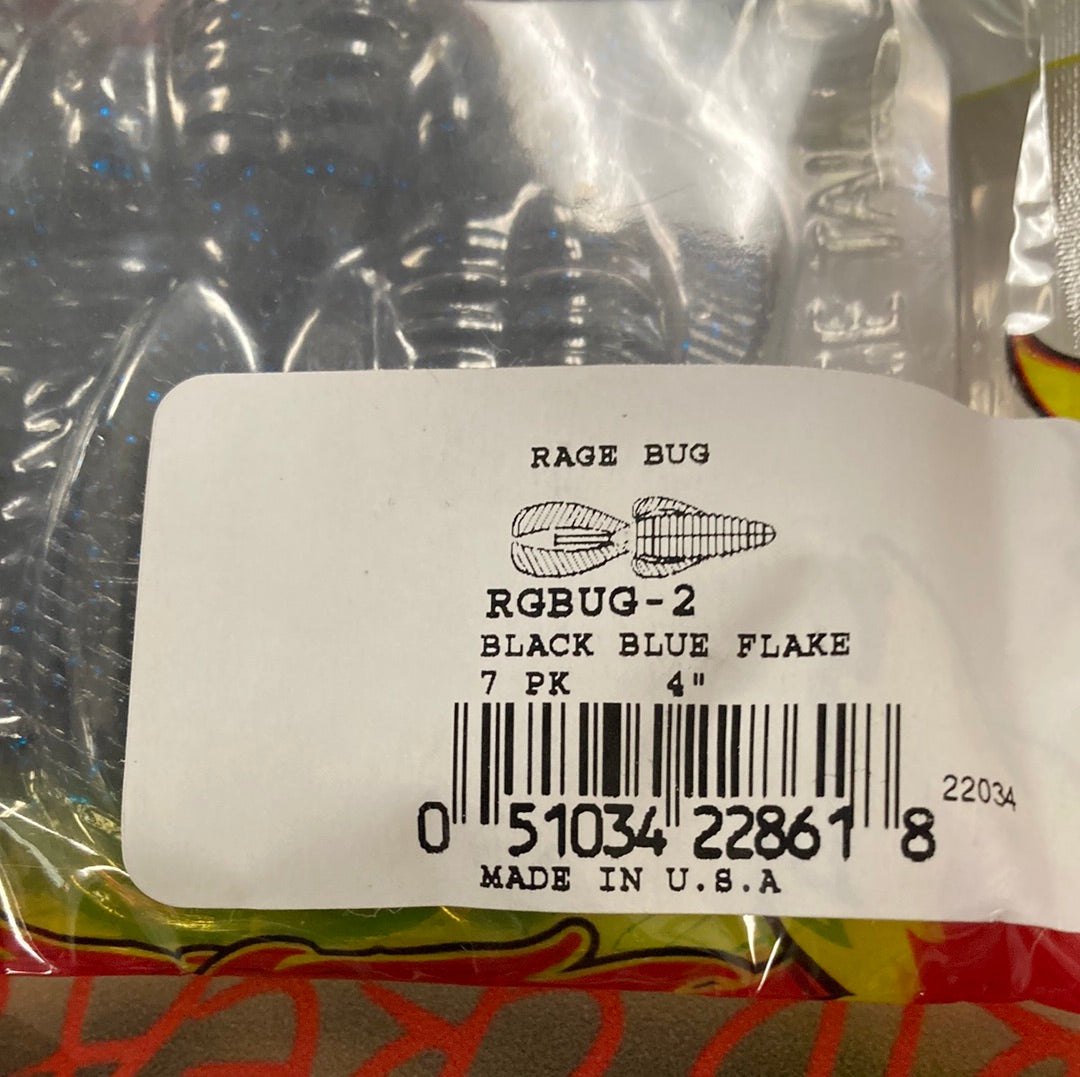 RAGE BUG
RGBUG-2
BLACK BLUE FLAKE
7 PK 4"
22034
0 51034 22861 8
MADE IN U.S.A